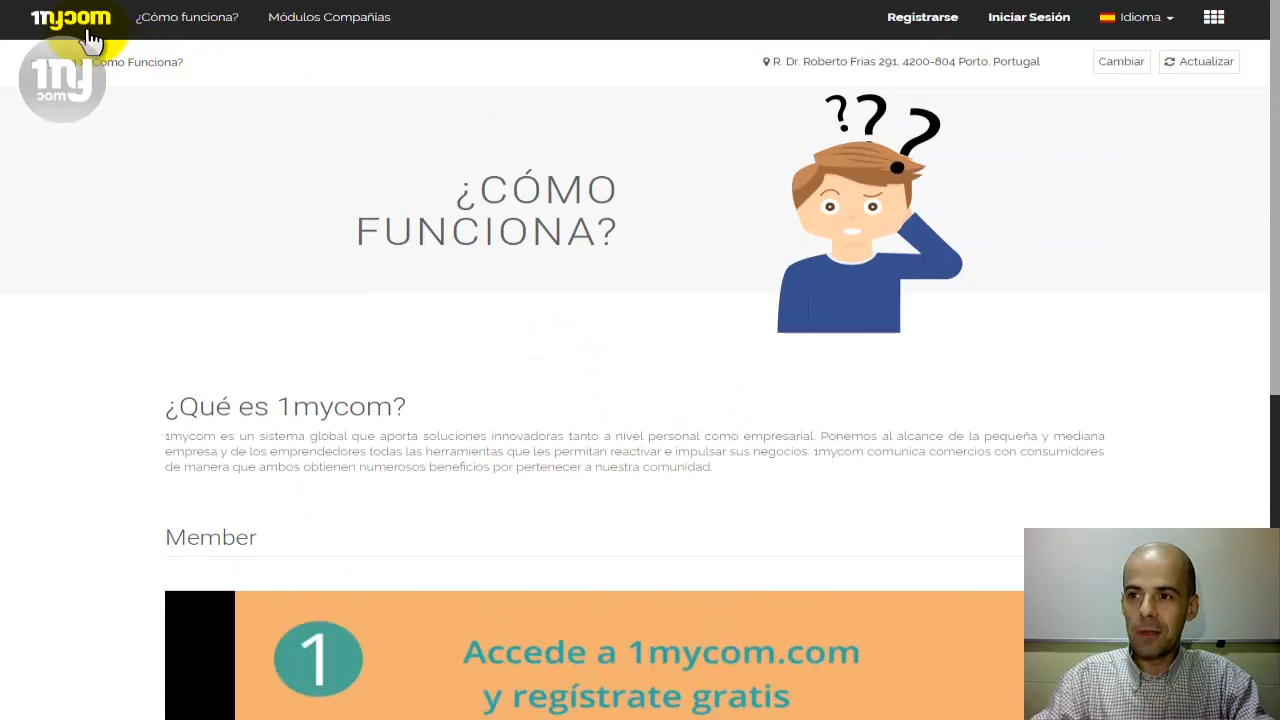 1mycom ¿Cómo funciona? Módulos Compañías Registrarse Iniciar Sesión Idioma
Cómo Funciona? R. Dr. Roberto Frias 291, 4200-804 Porto, Portugal Cambiar Actualizar
1mj
com
? ? ?
¿CÓMO
FUNCIONA?
¿Qué es 1mycom?
1mycom es un sistema global que aporta soluciones innovadoras tanto a nivel personal como empresarial. Ponemos al alcance de la pequeña y mediana
empresa y de los emprendedores todas las herramientas que les permitan reactivar e impulsar sus negocios. 1mycom comunica comercios con consumidores
de manera que ambos obtienen numerosos beneficios por pertenecer a nuestra comunidad.
Member
1 Accede a 1mycom.com
y regístrate gratis